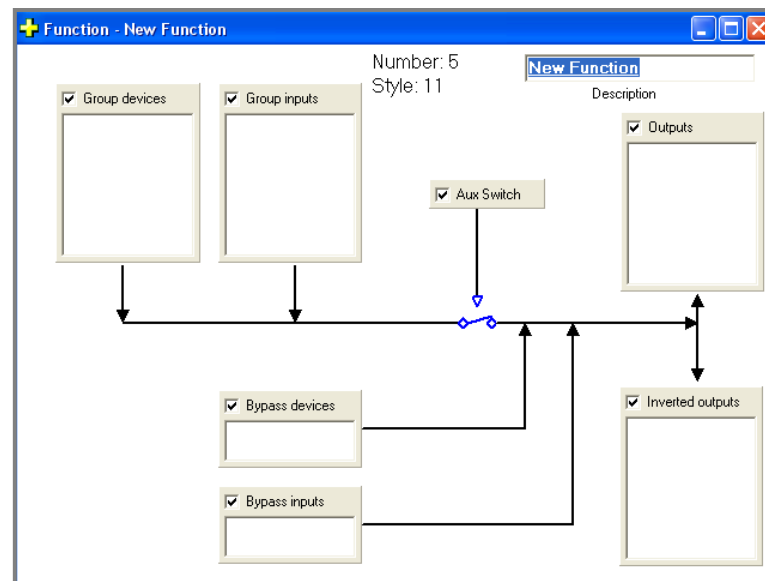 Function - New Function
Number: 5
Style: 11
New Function
Description
Group devices
Group inputs
Outputs
Aux Switch
Bypass devices
Inverted outputs
Bypass inputs